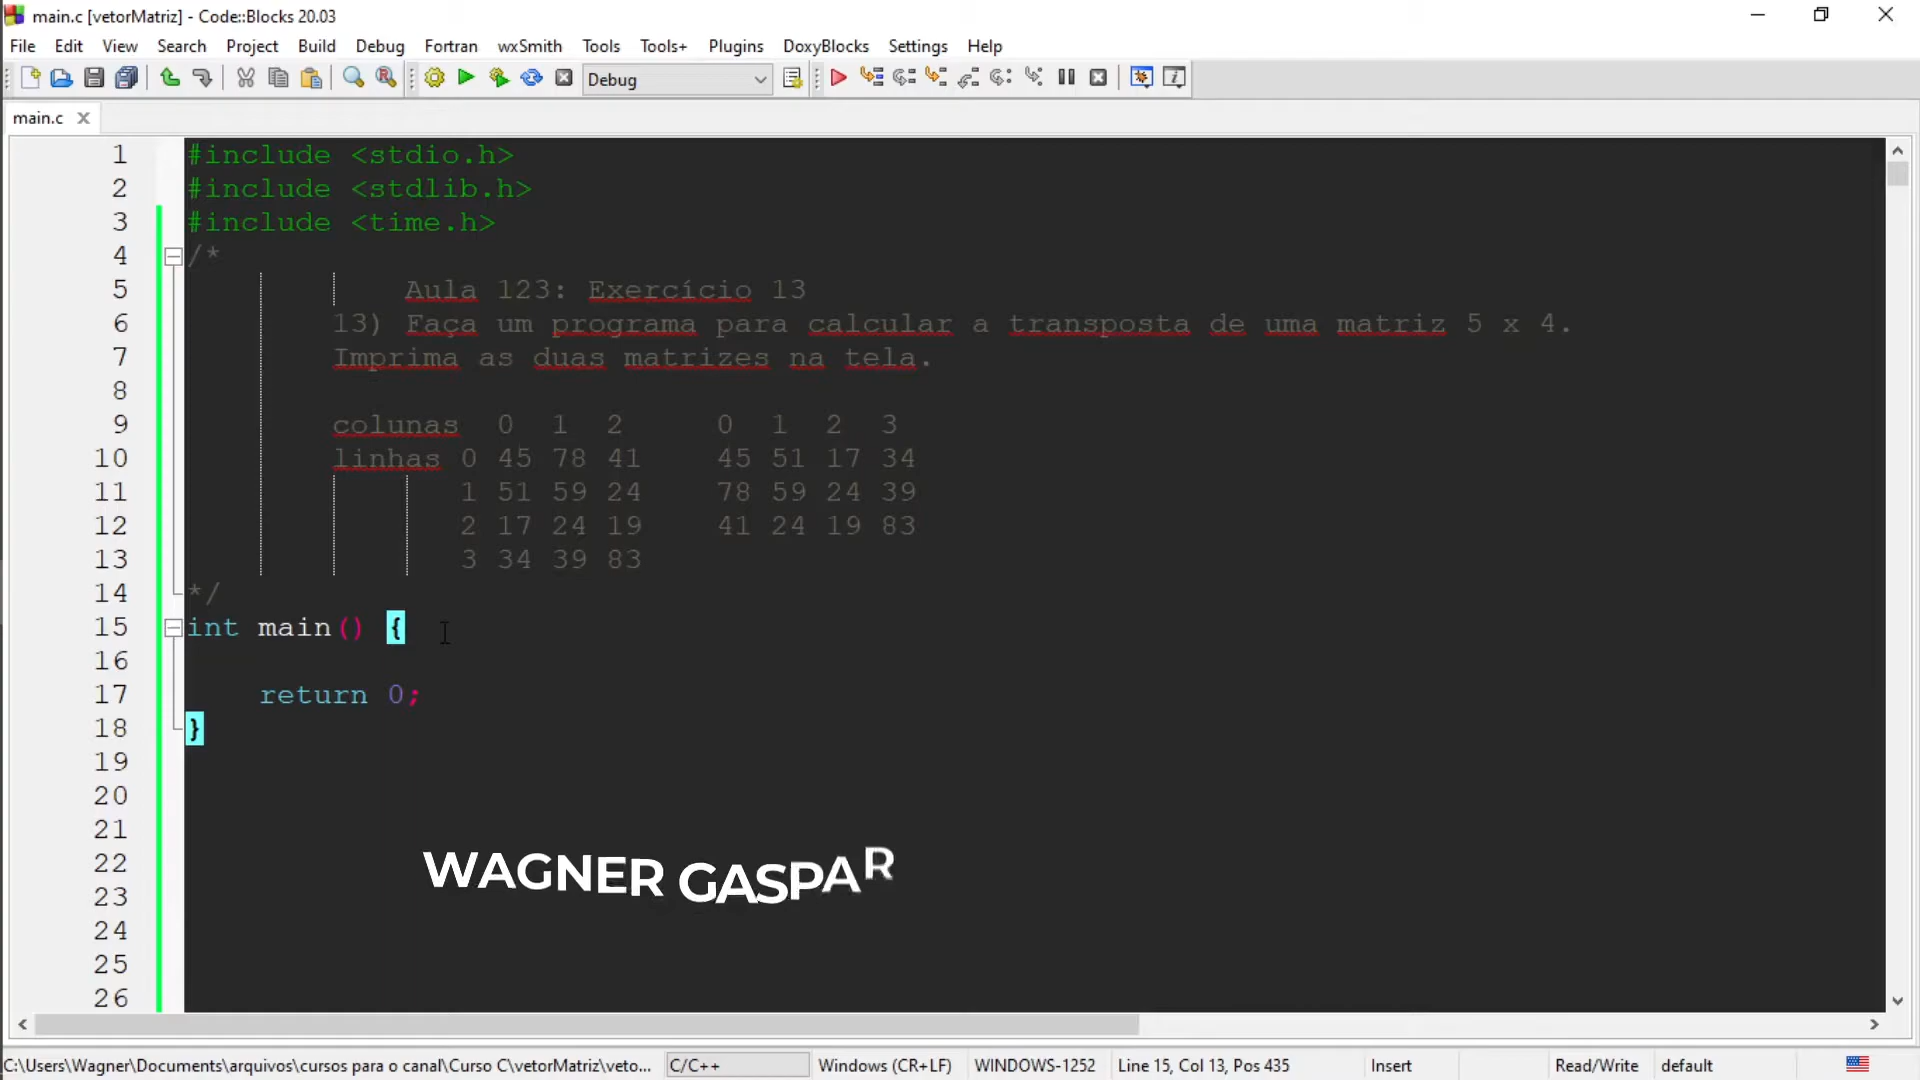 main.c [vetorMatriz] - Code::Blocks 20.03
File Edit View Search Project Build Debug Fortran wxSmith Tools Tools+ Plugins DoxyBlocks Settings Help
Debug
main.c
1 #include <stdio.h>
2 #include <stdlib.h>
3 #include <time.h>
4 /*
5 Aula 123: Exercício 13
6 13) Faça um programa para calcular a transposta de uma matriz 5 x 4.
7 Imprima as duas matrizes na tela.
8
9 colunas 0 1 2 0 1 2 3
10 linhas 0 45 78 41 45 51 17 34
11 1 51 59 24 78 59 24 39
12 2 17 24 19 41 24 19 83
13 3 34 39 83
14 */
15 int main() {
16
17 return 0;
18 }
19
20
21
22
23
24
25
26
WAGNER GASPAR
C:\Users\Wagner\Documents\arquivos\cursos para o canal\Curso C\vetorMatriz\veto... C/C++ Windows (CR+LF) WINDOWS-1252 Line 15, Col 13, Pos 435 Insert Read/Write default